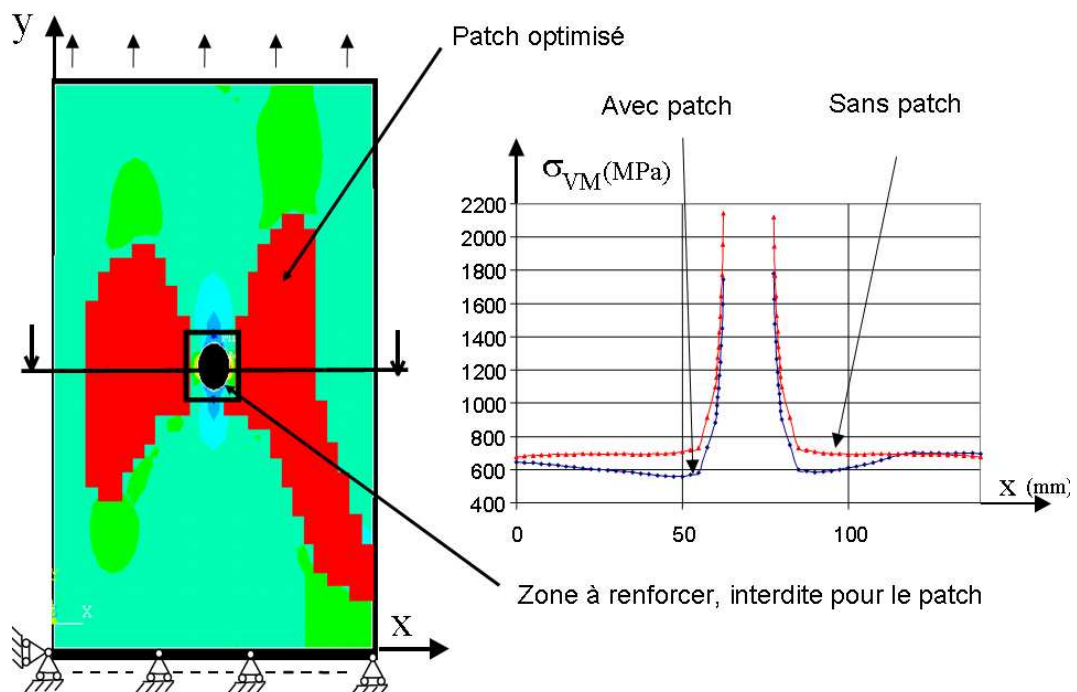 y
Patch optimisé
Avec patch
Sans patch
σVM(MPa)
2200
2000
1800
1600
1400
1200
1000
800
600
400
0
50
100
x (mm)
Zone à renforcer, interdite pour le patch
X
X